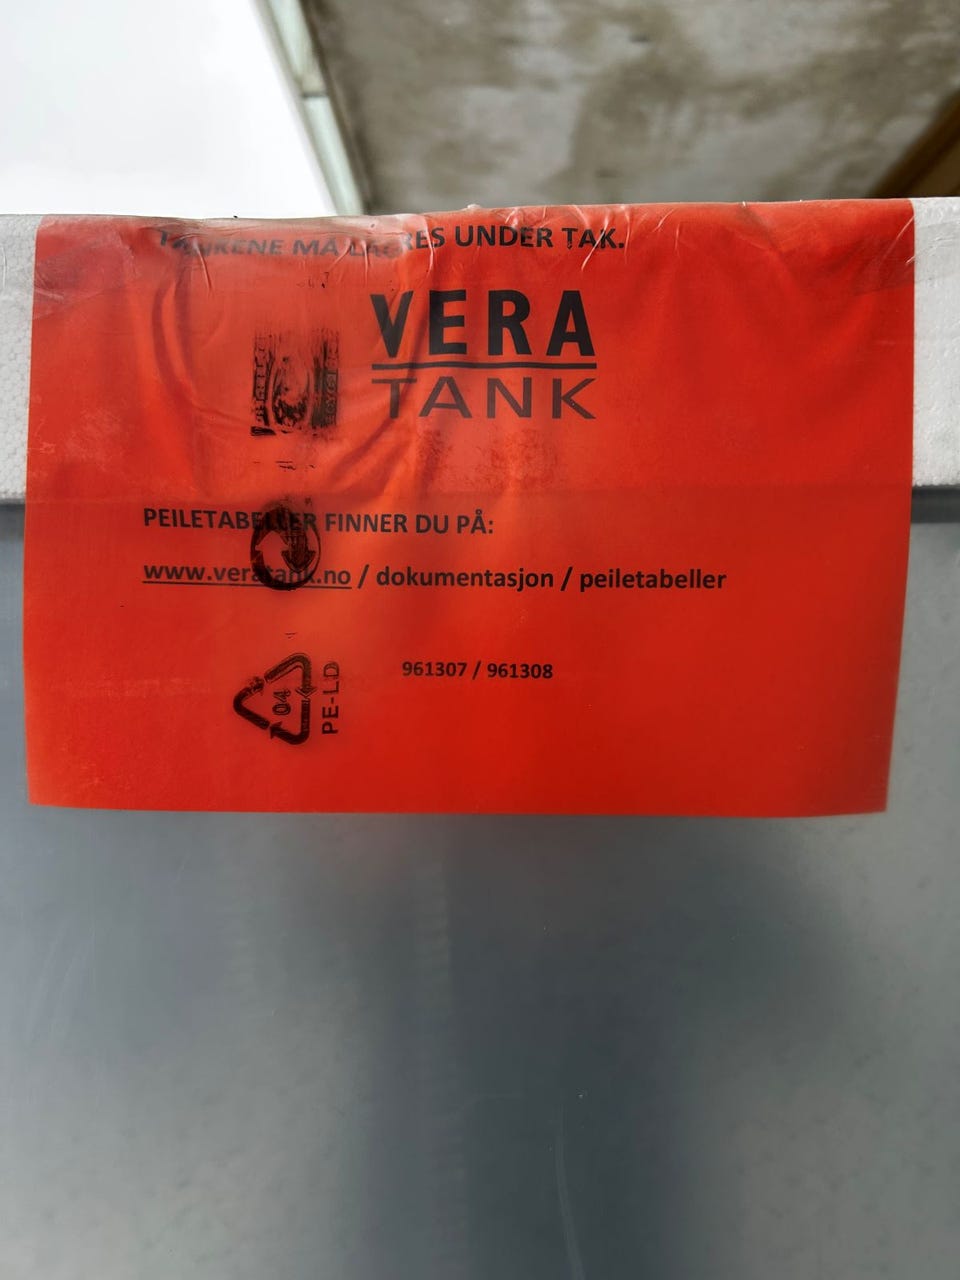 MÅ LAGRES UNDER TAK.
VERA
TANK
PEILETABELLER FINNER DU PÅ:
www.veratank.no / dokumentasjon / peiletabeller
961307 / 961308
04
PE-LD